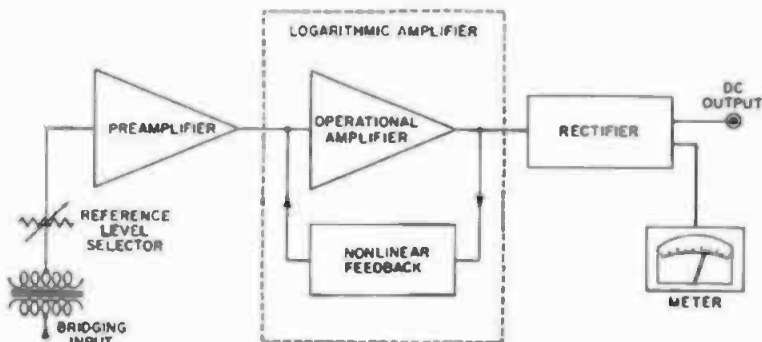 LOGARITHMIC AMPLIFIER
PREAMPLIFIER
OPERATIONAL
AMPLIFIER
RECTIFIER
DC
OUTPUT
REFERENCE
LEVEL
SELECTOR
NONLINEAR
FEEDBACK
METER
BRIDGING
INPUT